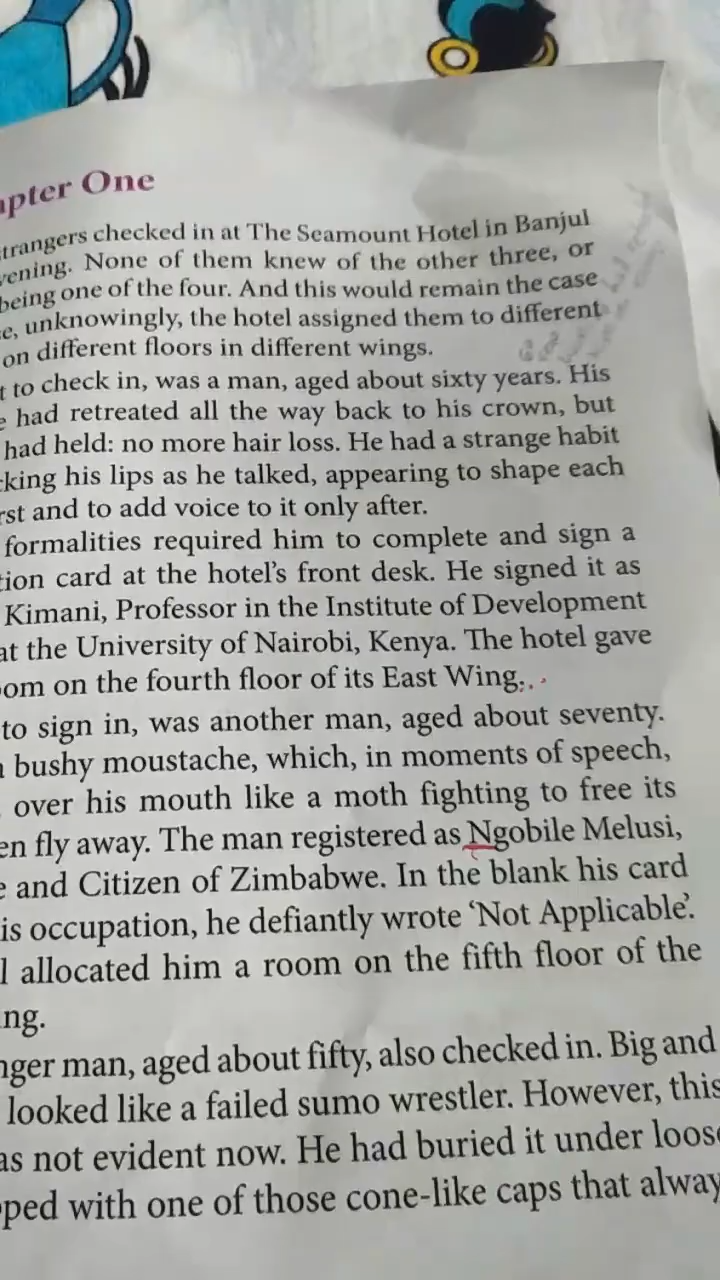 apter One
trangers checked in at The Seamount Hotel in Banjul
vening. None of them knew of the other three, or
being one of the four. And this would remain the case
e, unknowingly, the hotel assigned them to different
on different floors in different wings.
t to check in, was a man, aged about sixty years. His
e had retreated all the way back to his crown, but
had held: no more hair loss. He had a strange habit
king his lips as he talked, appearing to shape each
rst and to add voice to it only after.
formalities required him to complete and sign a
tion card at the hotel's front desk. He signed it as
Kimani, Professor in the Institute of Development
at the University of Nairobi, Kenya. The hotel gave
om on the fourth floor of its East Wing.
to sign in, was another man, aged about seventy.
a bushy moustache, which, in moments of speech,
over his mouth like a moth fighting to free its
en fly away. The man registered as Ngobile Melusi,
e and Citizen of Zimbabwe. In the blank his card
is occupation, he defiantly wrote 'Not Applicable'.
l allocated him a room on the fifth floor of the
ng.
nger man, aged about fifty, also checked in. Big and
looked like a failed sumo wrestler. However, this
as not evident now. He had buried it under loose
pped with one of those cone-like caps that alway